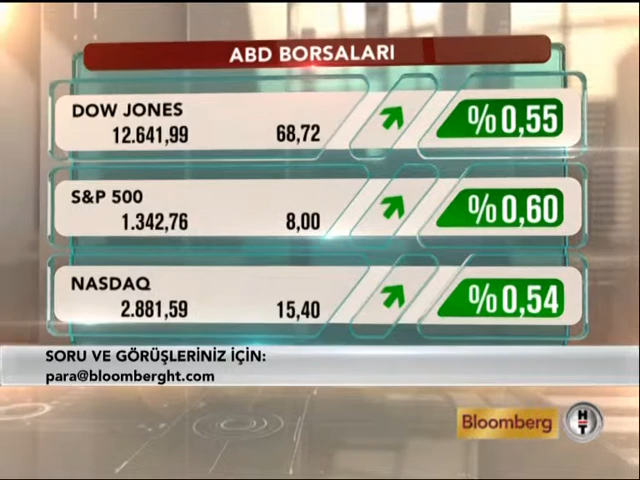 ABD BORSALARI
DOW JONES
12.641,99 68,72 %0,55
S&P 500
1.342,76 8,00 %0,60
NASDAQ
2.881,59 15,40 %0,54
SORU VE GÖRÜŞLERİNİZ İÇİN:
para@bloomberght.com
Bloomberg HT